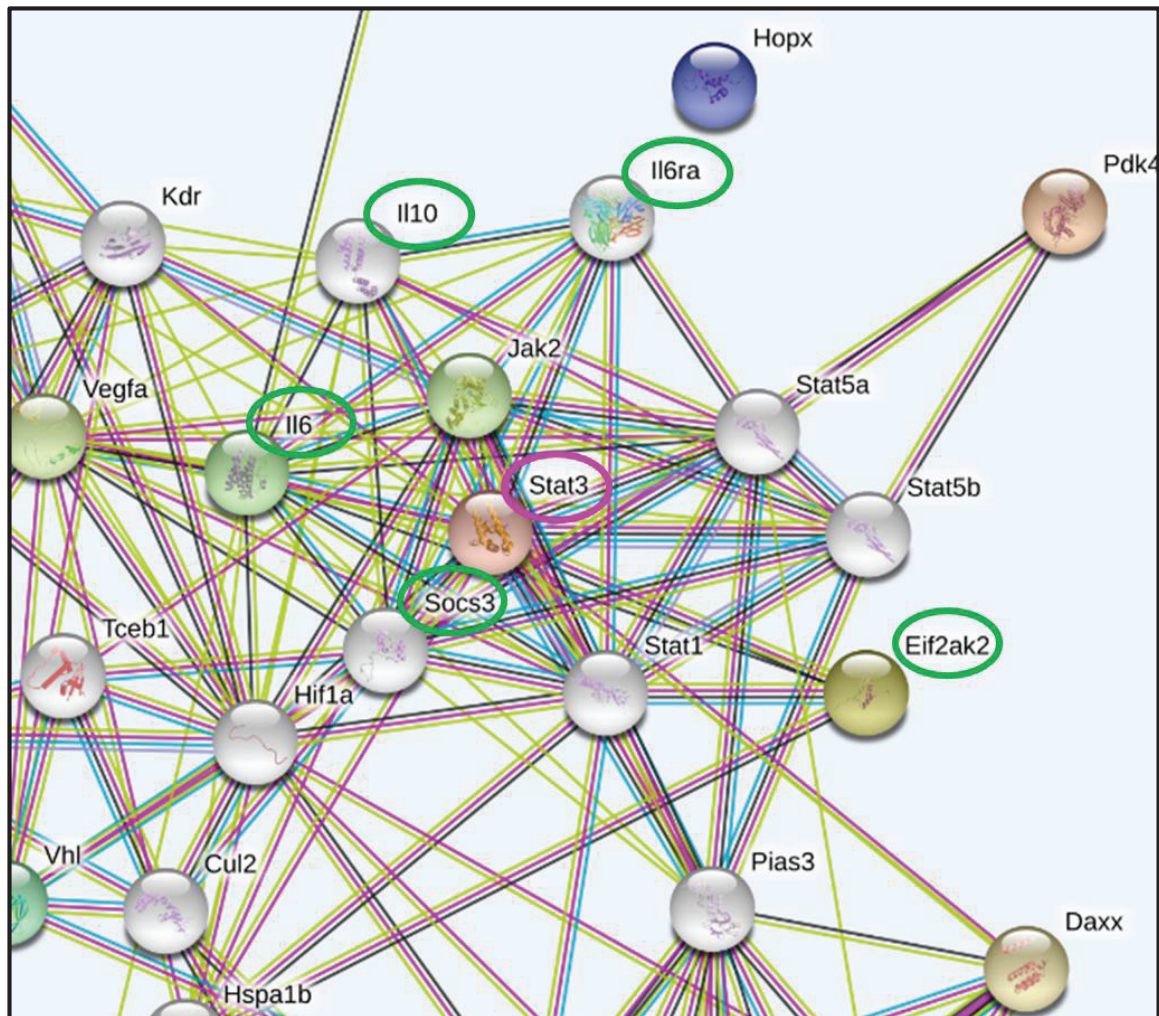 Hopx
Il6ra
Pdk4
Kdr
Il10
Jak2
Stat5a
Vegfa
Il6
Stat3
Stat5b
Socs3
Tceb1
Stat1
Eif2ak2
Hif1a
Vhl
Cul2
Pias3
Daxx
Hspa1b